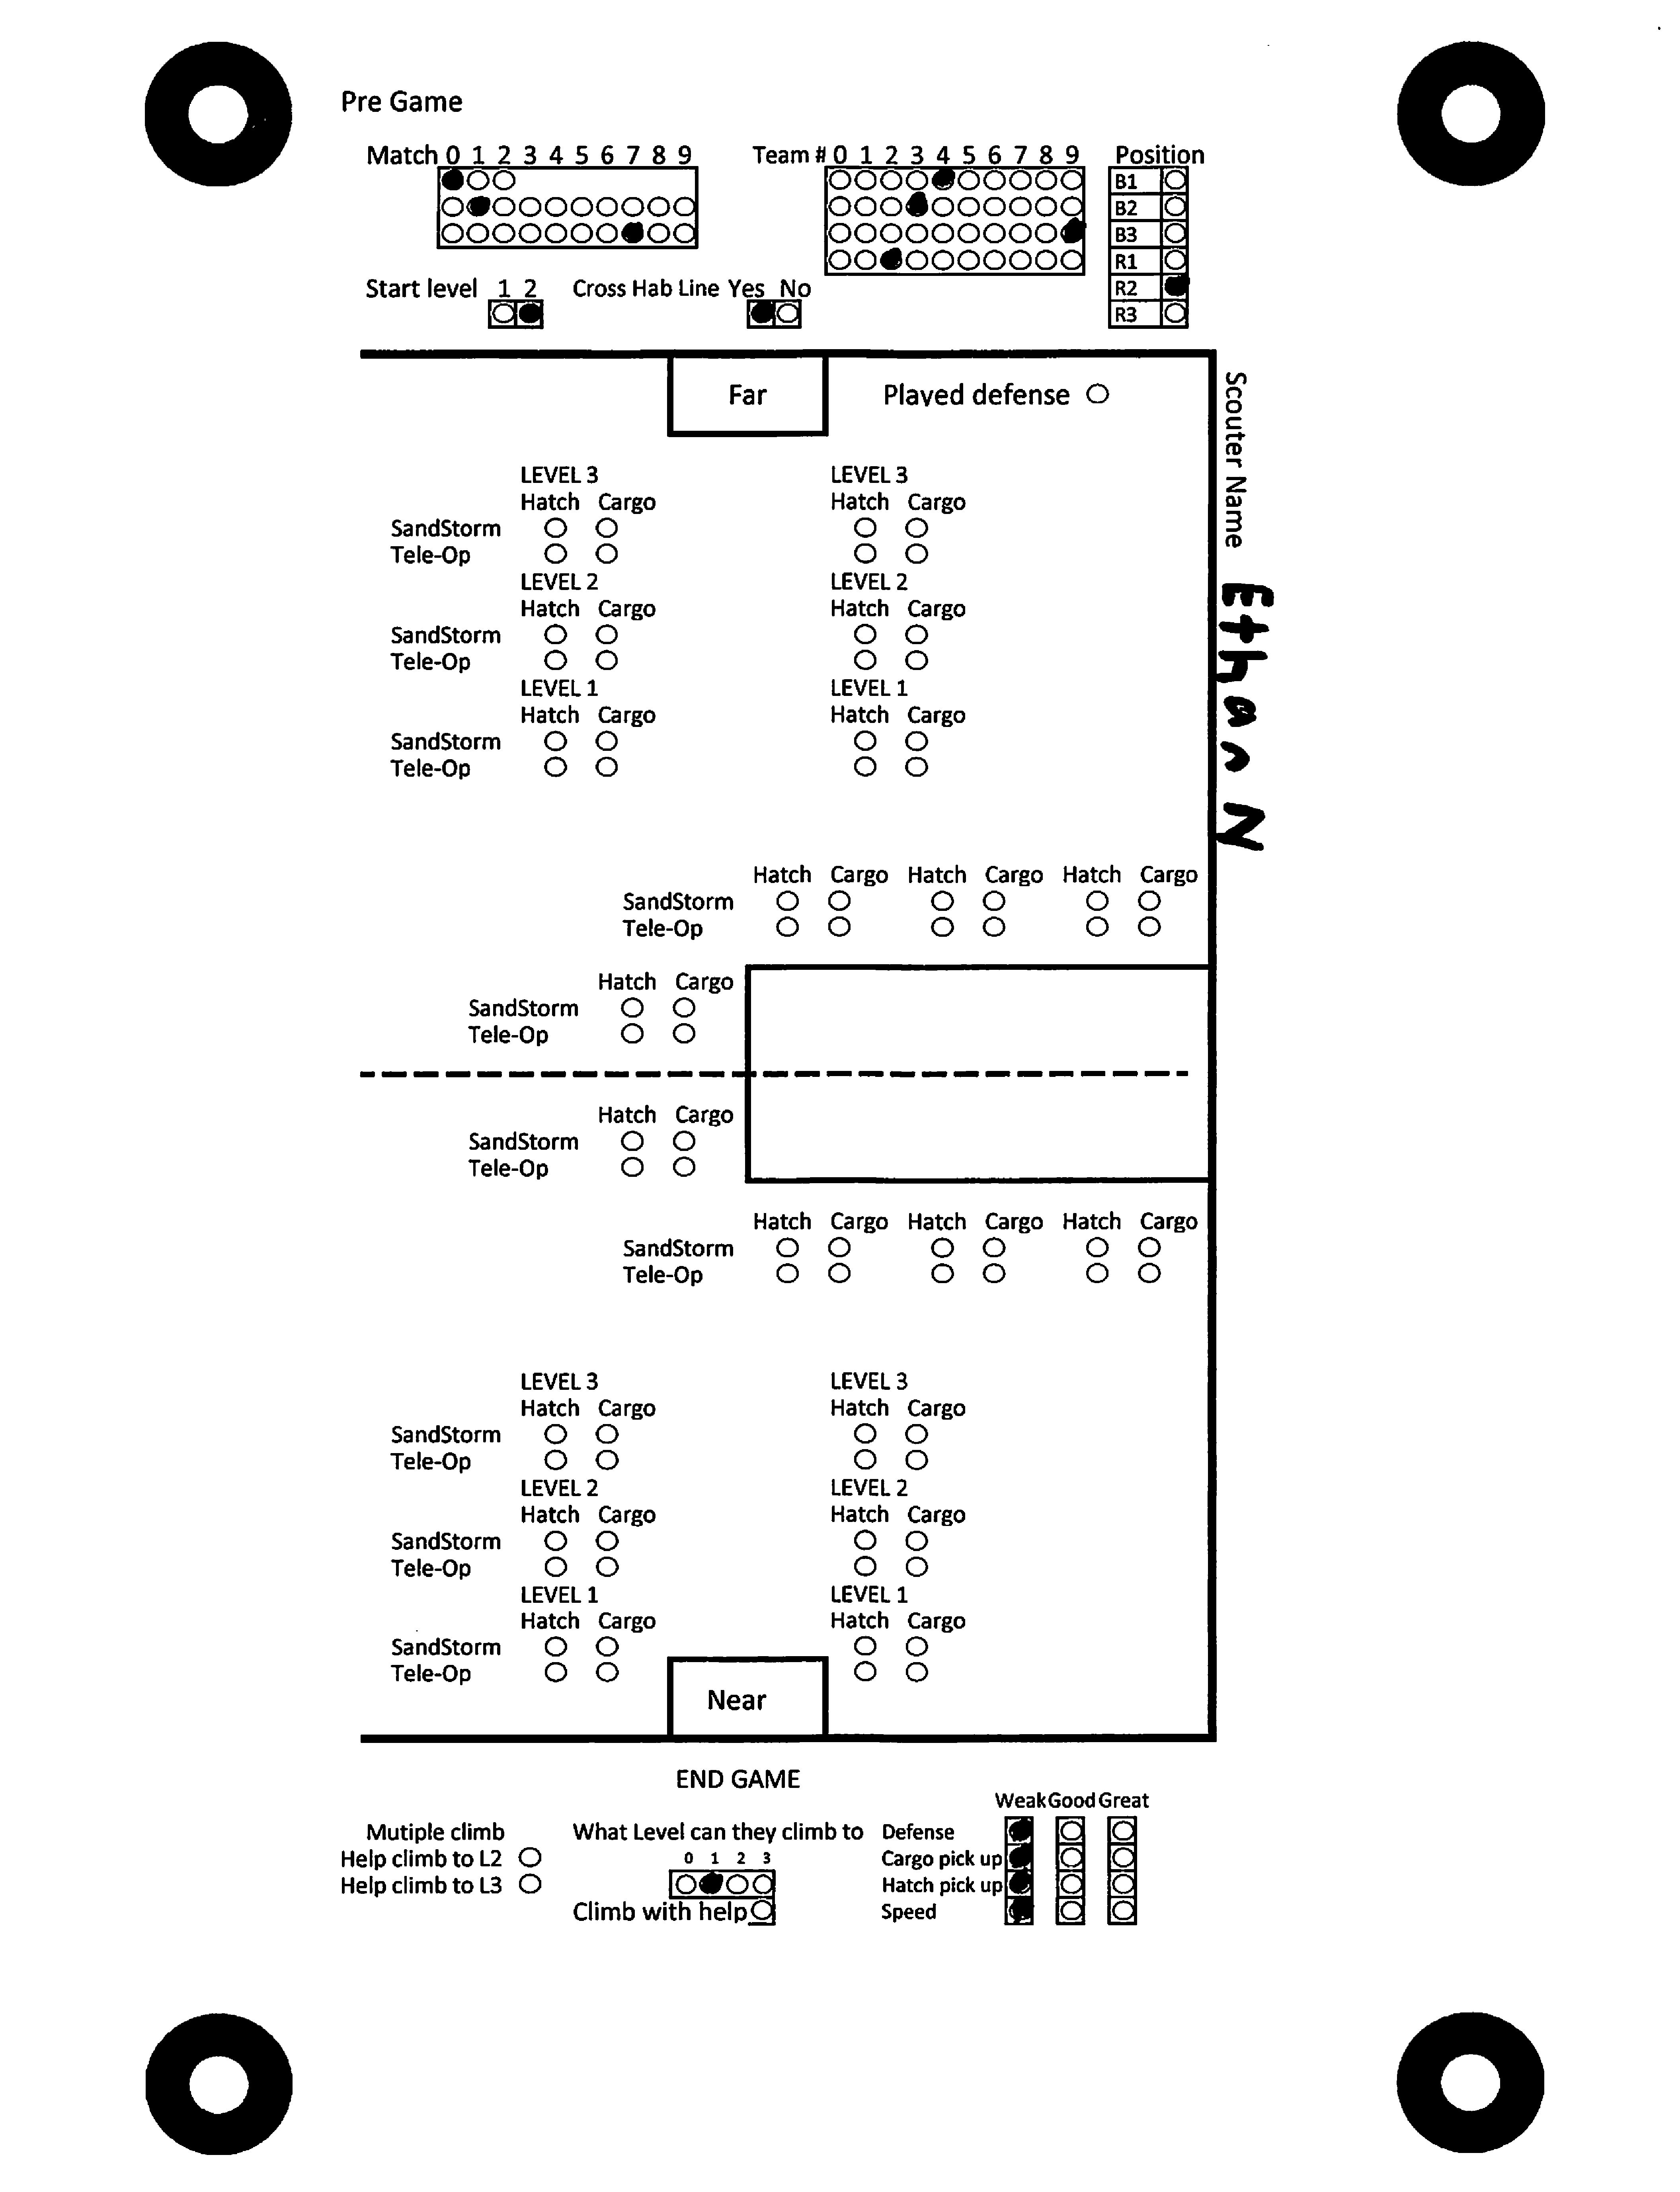 Pre Game
Match 0 1 2 3 4 5 6 7 8 9
Team # 0 1 2 3 4 5 6 7 8 9
Position
B1
B2
B3
R1
R2
R3
Start level 1 2
Cross Hab Line Yes No
Far
Played defense
Scouter Name Ethan N
LEVEL 3 LEVEL 3
Hatch Cargo Hatch Cargo
SandStorm
Tele-Op
LEVEL 2 LEVEL 2
Hatch Cargo Hatch Cargo
SandStorm
Tele-Op
LEVEL 1 LEVEL 1
Hatch Cargo Hatch Cargo
SandStorm
Tele-Op
Hatch Cargo Hatch Cargo Hatch Cargo
SandStorm
Tele-Op
Hatch Cargo
SandStorm
Tele-Op
Hatch Cargo
SandStorm
Tele-Op
Hatch Cargo Hatch Cargo Hatch Cargo
SandStorm
Tele-Op
LEVEL 3 LEVEL 3
Hatch Cargo Hatch Cargo
SandStorm
Tele-Op
LEVEL 2 LEVEL 2
Hatch Cargo Hatch Cargo
SandStorm
Tele-Op
LEVEL 1 LEVEL 1
Hatch Cargo Hatch Cargo
SandStorm
Tele-Op
Near
END GAME
Mutiple climb
Help climb to L2
Help climb to L3
What Level can they climb to
0 1 2 3
Climb with help
Weak Good Great
Defense
Cargo pick up
Hatch pick up
Speed